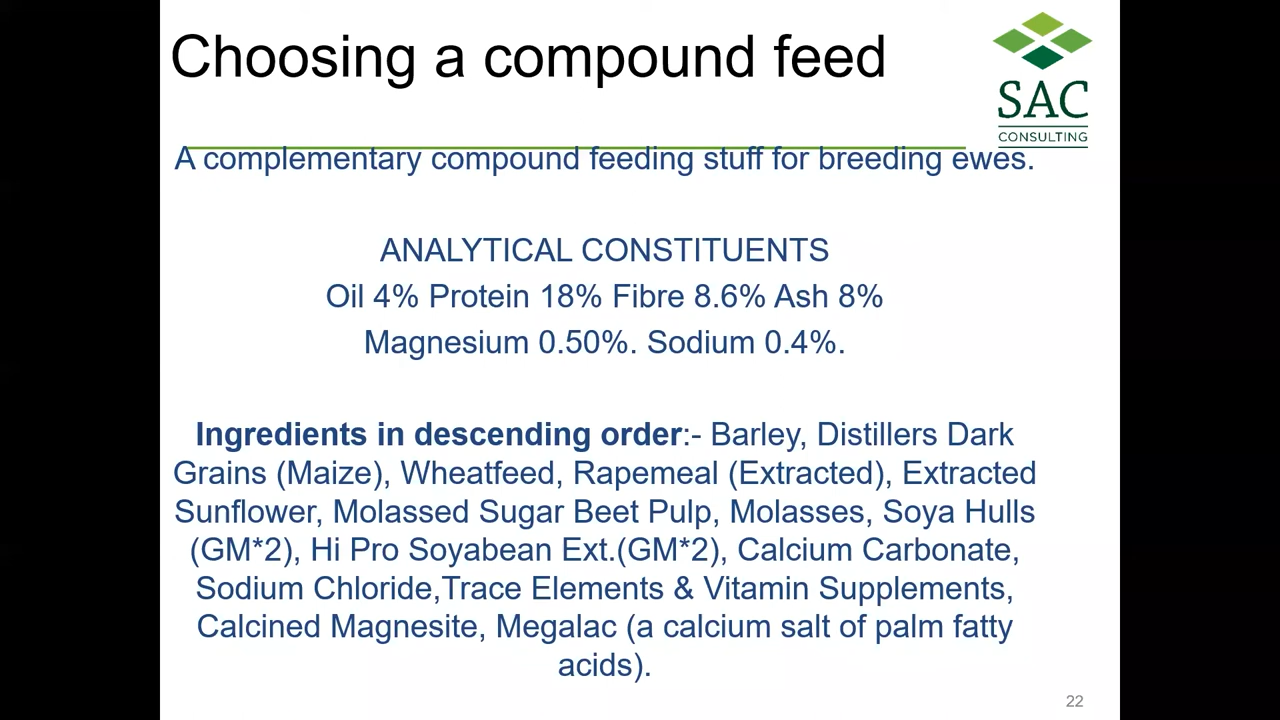 Choosing a compound feed
SAC
CONSULTING
A complementary compound feeding stuff for breeding ewes.
ANALYTICAL CONSTITUENTS
Oil 4% Protein 18% Fibre 8.6% Ash 8%
Magnesium 0.50%. Sodium 0.4%.
Ingredients in descending order:- Barley, Distillers Dark
Grains (Maize), Wheatfeed, Rapemeal (Extracted), Extracted
Sunflower, Molassed Sugar Beet Pulp, Molasses, Soya Hulls
(GM*2), Hi Pro Soyabean Ext.(GM*2), Calcium Carbonate,
Sodium Chloride,Trace Elements & Vitamin Supplements,
Calcined Magnesite, Megalac (a calcium salt of palm fatty
acids).
22